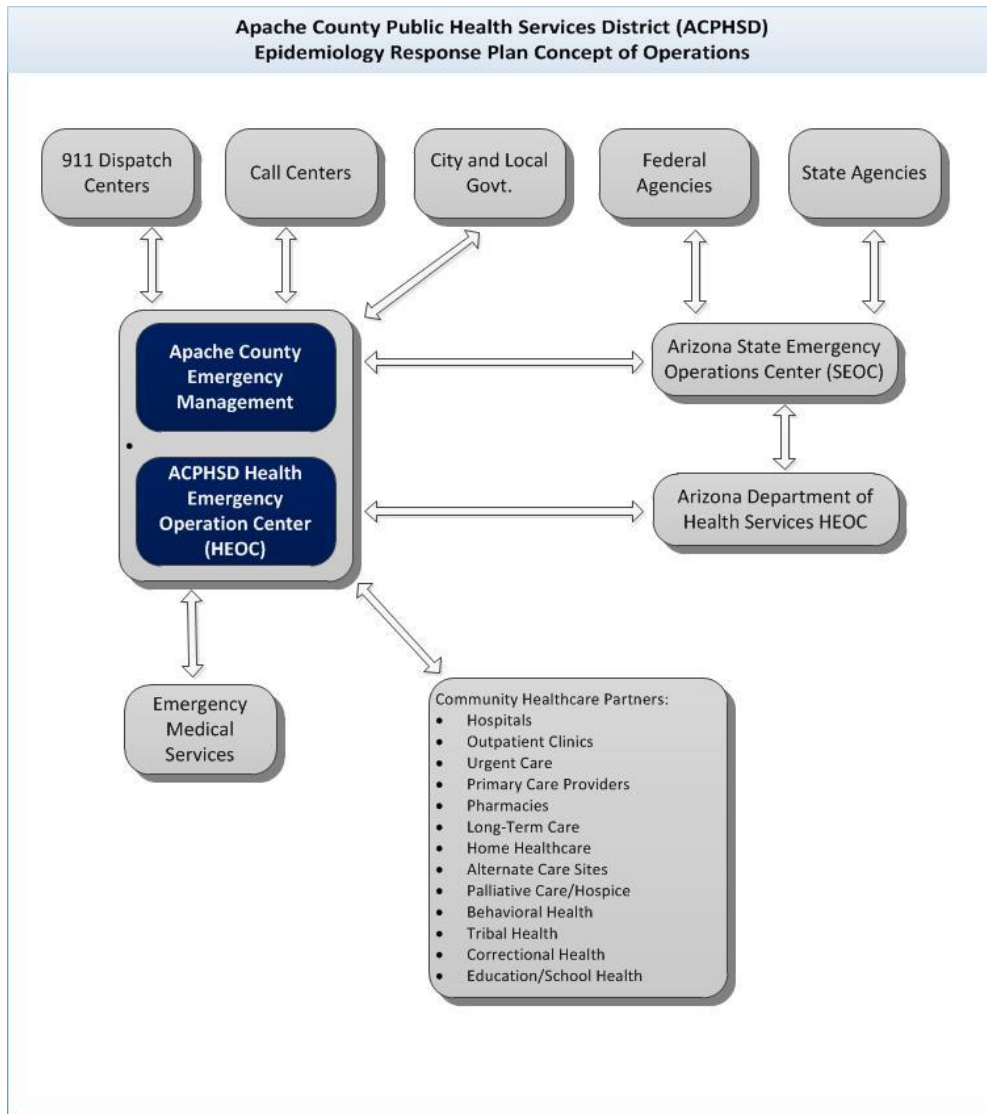 Apache County Public Health Services District (ACPHSD)
Epidemiology Response Plan Concept of Operations
911 Dispatch
Centers
Call Centers
City and Local
Govt.
Federal
Agencies
State Agencies
Apache County
Emergency
Management
Arizona State Emergency
Operations Center (SEOC)
•
ACPHSD Health
Emergency
Operation Center
(HEOC)
Arizona Department of
Health Services HEOC
Emergency
Medical
Services
Community Healthcare Partners:
• Hospitals
• Outpatient Clinics
• Urgent Care
• Primary Care Providers
• Pharmacies
• Long-Term Care
• Home Healthcare
• Alternate Care Sites
• Palliative Care/Hospice
• Behavioral Health
• Tribal Health
• Correctional Health
• Education/School Health